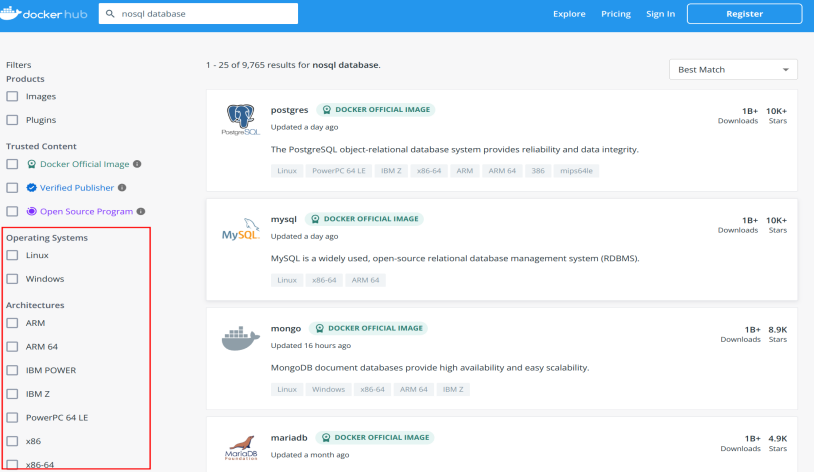 docker hub
nosql database
Explore Pricing Sign In Register
Filters
Products
Images
Plugins
Trusted Content
Docker Official Image
Verified Publisher
Open Source Program
Operating Systems
Linux
Windows
Architectures
ARM
ARM 64
IBM POWER
IBM Z
PowerPC 64 LE
x86
x86-64
1 - 25 of 9,765 results for nosql database.
Best Match
PostgreSQL
postgres DOCKER OFFICIAL IMAGE
Updated a day ago
The PostgreSQL object-relational database system provides reliability and data integrity.
Linux PowerPC 64 LE IBM Z x86-64 ARM ARM 64 386 mips64le
1B+ 10K+
Downloads Stars
MySQL
mysql DOCKER OFFICIAL IMAGE
Updated a day ago
MySQL is a widely used, open-source relational database management system (RDBMS).
Linux x86-64 ARM 64
1B+ 10K+
Downloads Stars
mongo DOCKER OFFICIAL IMAGE
Updated 16 hours ago
MongoDB document databases provide high availability and easy scalability.
Linux Windows x86-64 ARM 64 IBM Z
1B+ 8.9K
Downloads Stars
MariaDB
Foundation
mariadb DOCKER OFFICIAL IMAGE
Updated a month ago
1B+ 4.9K
Downloads Stars